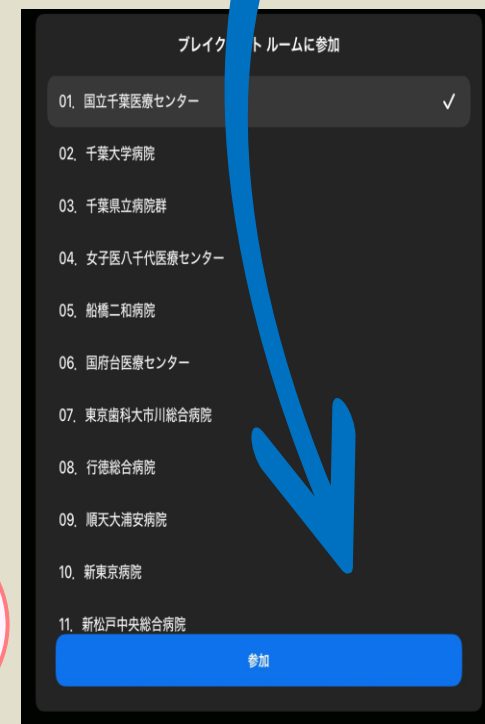 ブレイク ト ルームに参加
01. 国立千葉医療センター
02. 千葉大学病院
03. 千葉県立病院群
04. 女子医八千代医療センター
05. 船橋二和病院
06. 国府台医療センター
07. 東京歯科大市川総合病院
08. 行徳総合病院
09. 順天大浦安病院
10. 新東京病院
11. 新松戸中央総合病院
参加